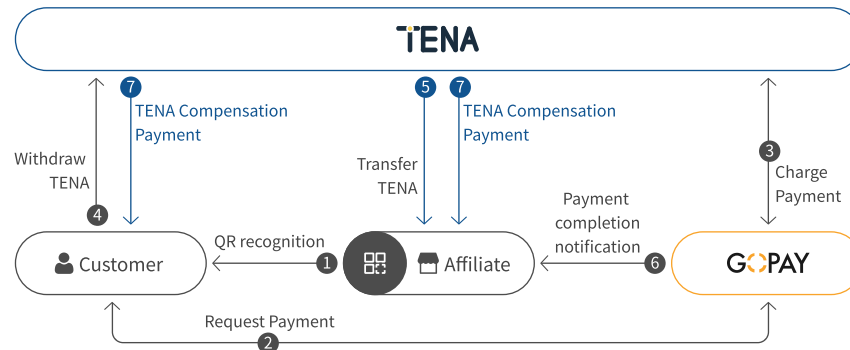 TENA
7
TENA Compensation
Payment
5
7
TENA Compensation
Payment
Withdraw
TENA
4
Transfer
TENA
3
Charge
Payment
Payment
completion
notification
6
QR recognition
1
Customer
Affiliate
GOPAY
Request Payment
2